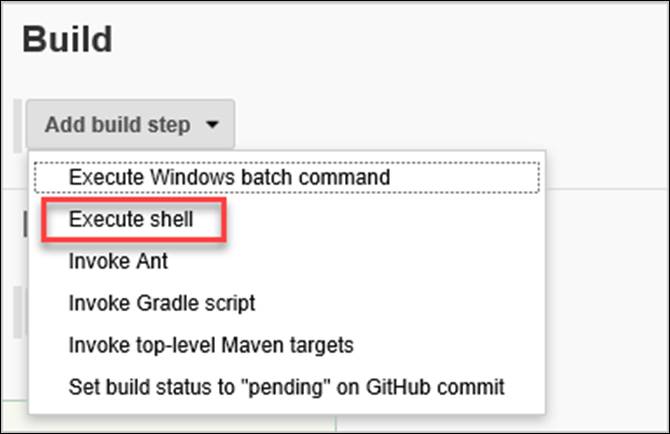 Build
Add build step
Execute Windows batch command
Execute shell
Invoke Ant
Invoke Gradle script
Invoke top-level Maven targets
Set build status to "pending" on GitHub commit